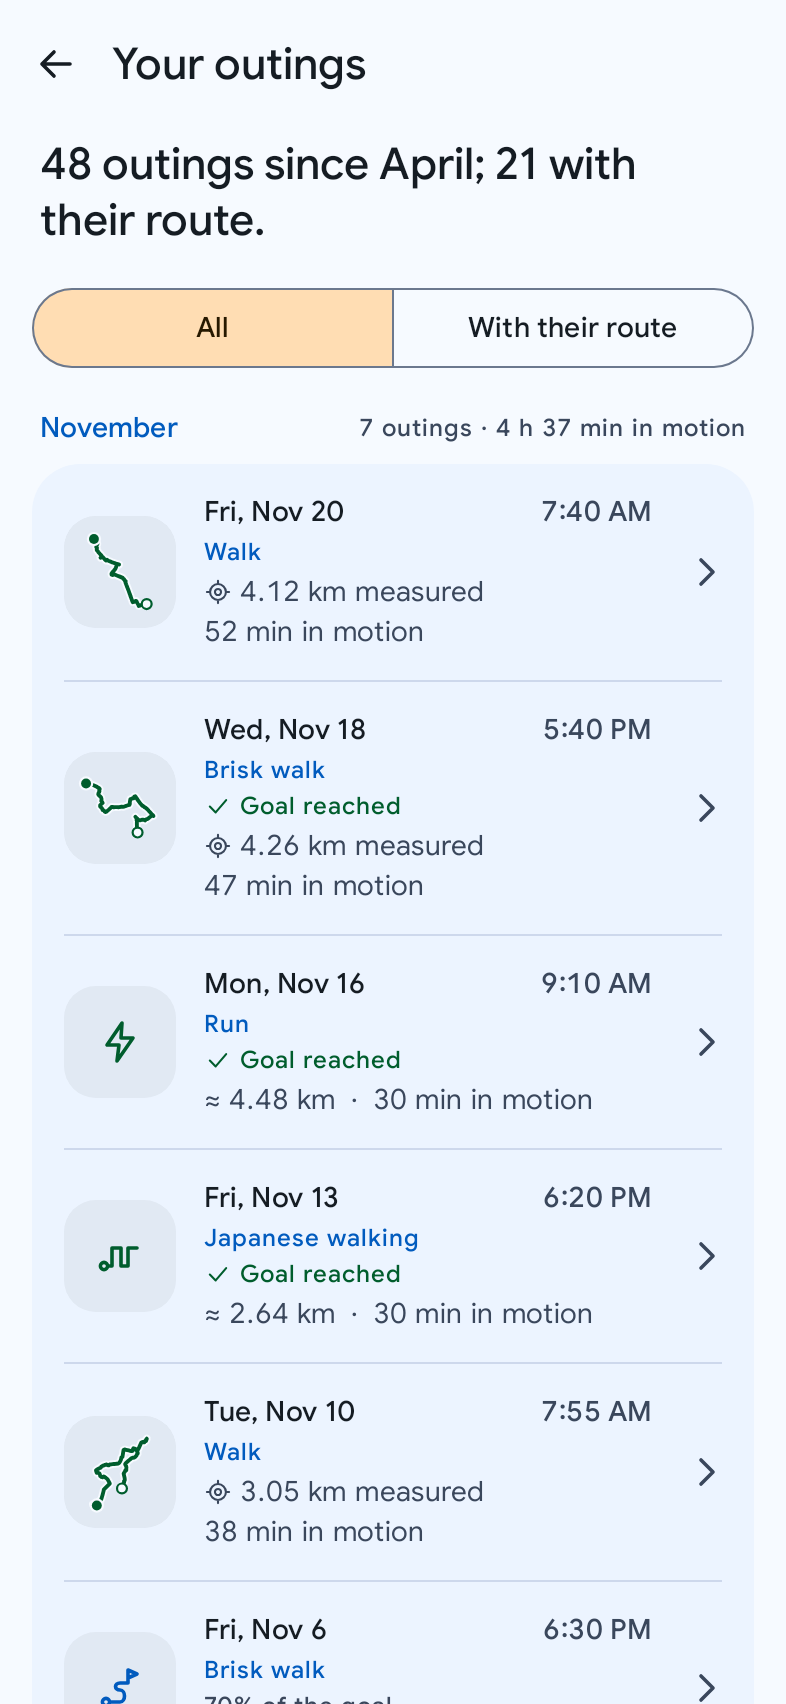 Your outings
48 outings since April; 21 with
their route.
All
With their route
November
7 outings · 4 h 37 min in motion
Fri, Nov 20
7:40 AM
Walk
4.12 km measured
52 min in motion
Wed, Nov 18
5:40 PM
Brisk walk
Goal reached
4.26 km measured
47 min in motion
Mon, Nov 16
9:10 AM
Run
Goal reached
≈ 4.48 km · 30 min in motion
Fri, Nov 13
6:20 PM
Japanese walking
Goal reached
≈ 2.64 km · 30 min in motion
Tue, Nov 10
7:55 AM
Walk
3.05 km measured
38 min in motion
Fri, Nov 6
6:30 PM
Brisk walk
70% of the goal